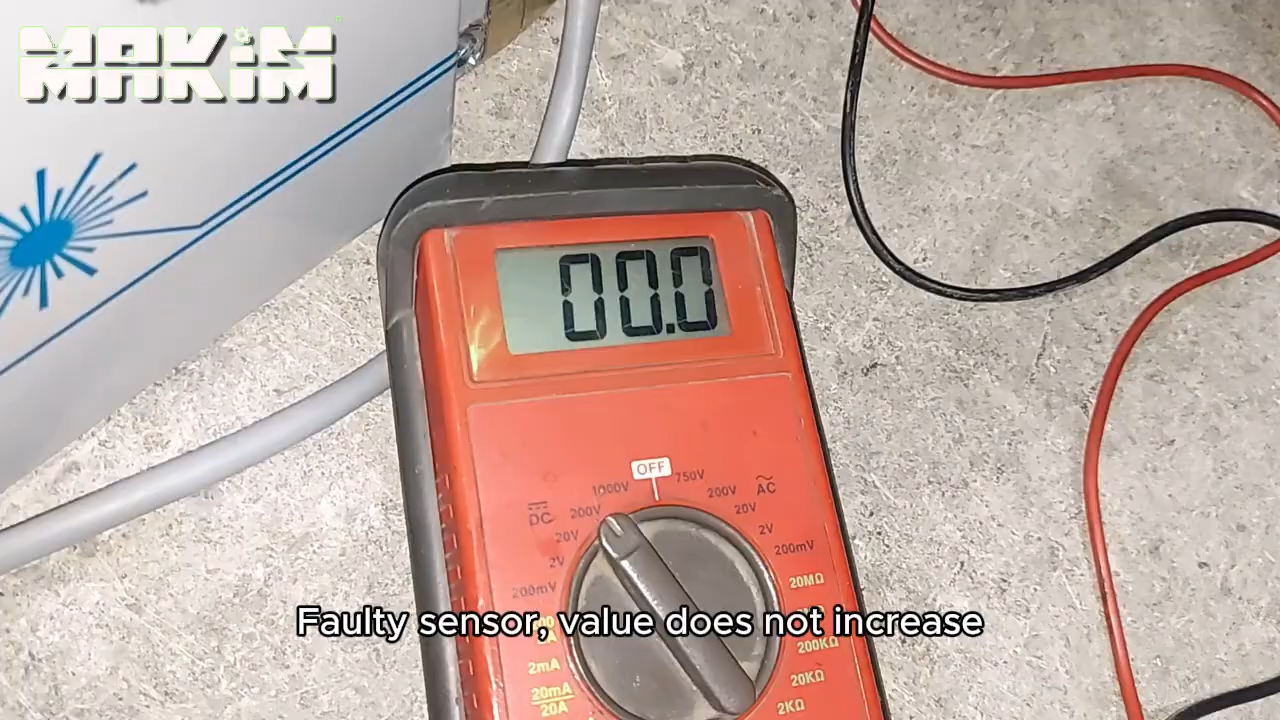 MAKiM
MAKiM
00.0
OFF
1000V
750V
200V
200V
AC
DC
20V
20V
2V
2V
200mV
200mV
20MΩ
Faulty sensor, value does not increase
200KΩ
2mA
20KΩ
20mA
20A
2KΩ